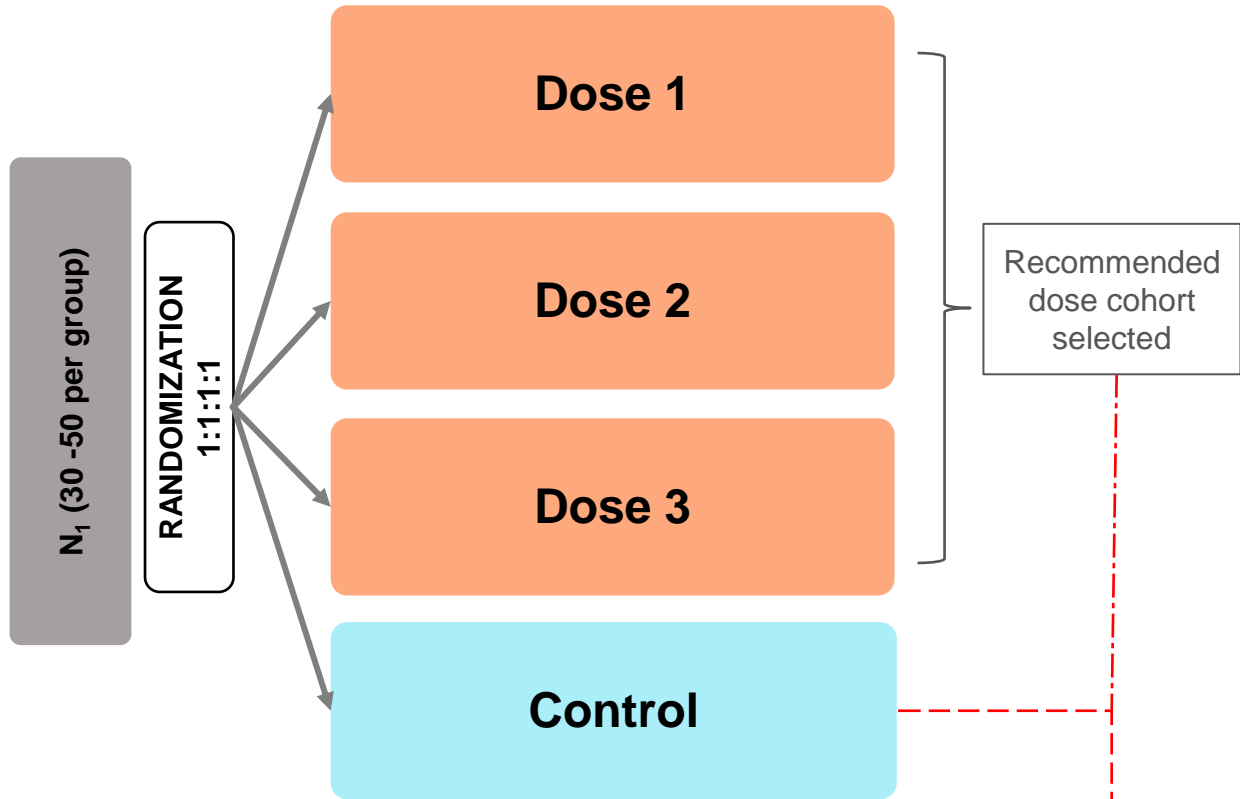 N₁ (30 -50 per group)
RANDOMIZATION
1:1:1:1
Dose 1
Dose 2
Dose 3
Control
Recommended
dose cohort
selected